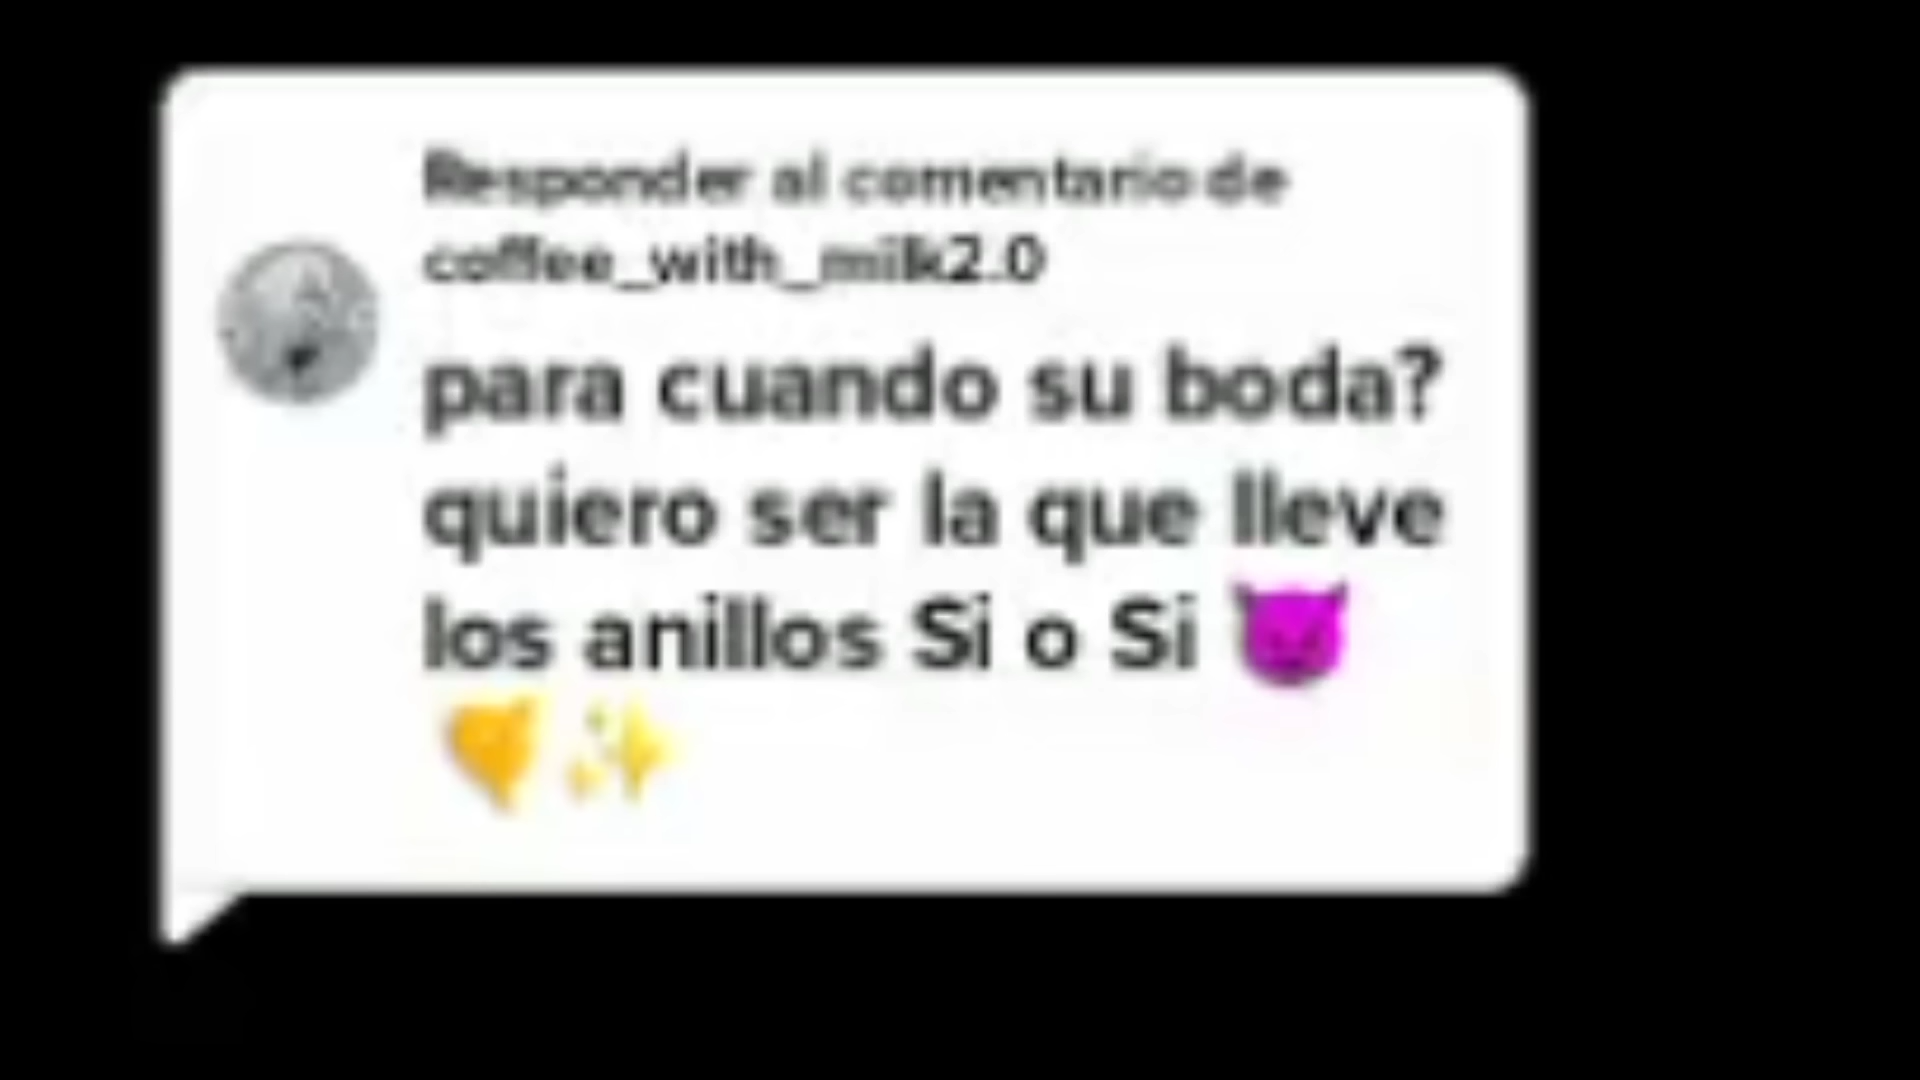 Responder al comentario de
coffee_with_milk2.0
para cuando su boda?
quiero ser la que lleve
los anillos Si o Si 😈
🧡✨